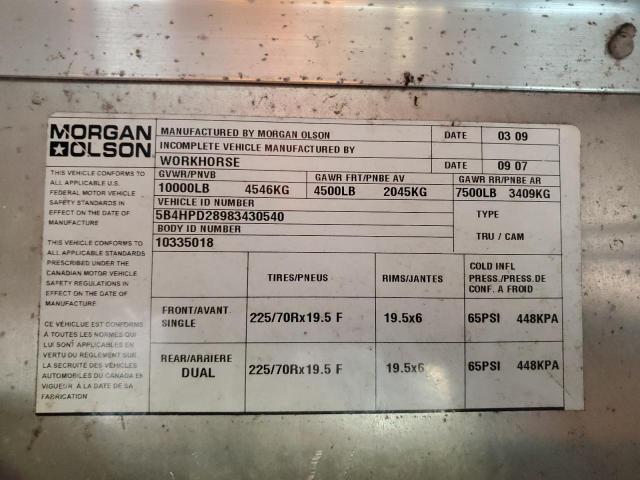 MORGAN
OLSON
MANUFACTURED BY MORGAN OLSON DATE 03 09
INCOMPLETE VEHICLE MANUFACTURED BY
WORKHORSE DATE 09 07
GVWR/PNVB GAWR FRT/PNBE AV GAWR RR/PNBE AR
10000LB 4546KG 4500LB 2045KG 7500LB 3409KG
VEHICLE ID NUMBER
5B4HPD28983430540 TYPE
BODY ID NUMBER
10335018 TRU / CAM
THIS VEHICLE CONFORMS TO
ALL APPLICABLE U.S.
FEDERAL MOTOR VEHICLE
SAFETY STANDARDS IN
EFFECT ON THE DATE OF
MANUFACTURE
THIS VEHICLE CONFORMS TO
ALL APPLICABLE STANDARDS
PRESCRIBED UNDER THE
CANADIAN MOTOR VEHICLE
SAFETY REGULATIONS IN
EFFECT ON THE DATE OF
MANUFACTURE
CE VÉHICLUE EST CONFORMS
À TOUTES LES NORMES QUI
LUI SONT APPLICABLES EN
VERTU DU RÈGLEMENT SUR
LA SECRUITÉ DES VÉHICLES
AUTOMOBILES DU CANADA EN
VIGUEUR À LA DATE DE SA
FABRICATION
TIRES/PNEUS RIMS/JANTES COLD INFL
PRESS./PRESS.DE
CONF. A FROID
FRONT/AVANT
SINGLE 225/70Rx19.5 F 19.5x6 65PSI 448KPA
REAR/ARRIERE
DUAL 225/70Rx19.5 F 19.5x6 65PSI 448KPA